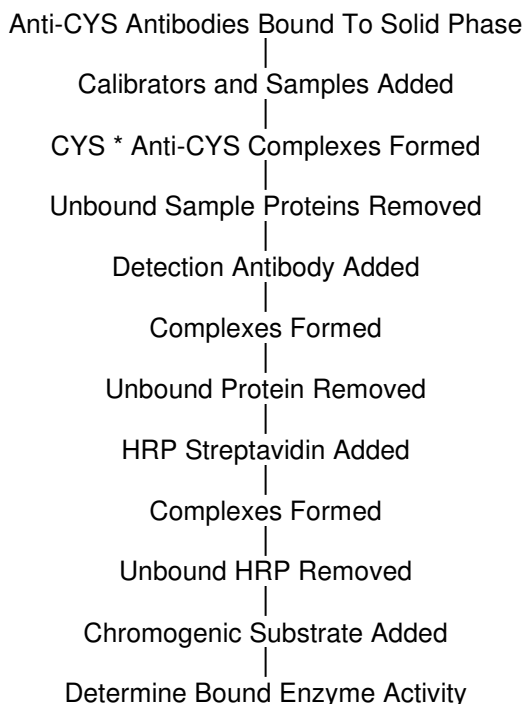 Anti-CYS Antibodies Bound To Solid Phase
Calibrators and Samples Added
CYS * Anti-CYS Complexes Formed
Unbound Sample Proteins Removed
Detection Antibody Added
Complexes Formed
Unbound Protein Removed
HRP Streptavidin Added
Complexes Formed
Unbound HRP Removed
Chromogenic Substrate Added
Determine Bound Enzyme Activity